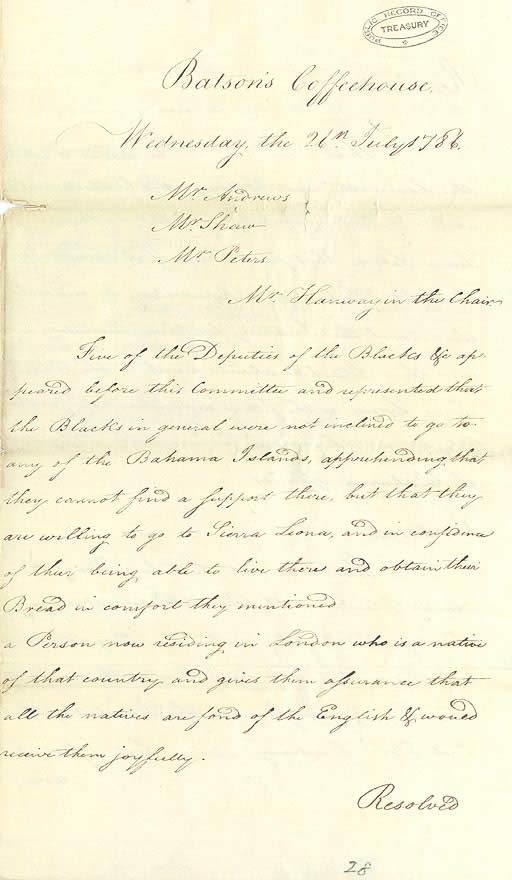 PUBLIC RECORD OFFICE
TREASURY
Batson's Coffeehouse.
Wednesday, the 26th July 1786.
Mr. Andrews
Mr. Shaw
Mr. Peters
Mr. Hanway in the Chair
Five of the Deputies of the Blacks &c ap-
peared before this Committee and represented that
the Blacks in general were not inclined to go to
any of the Bahama Islands, apprehending that
they cannot find a support there, but that they
are willing to go to Sierra Leona, and in confidence
of their being able to live there and obtain their
Bread in comfort they mentioned
a Person now residing in London who is a native
of that country and gives them assurance that
all the natives are fond of the English & would
receive them joyfully.
Resolved
28